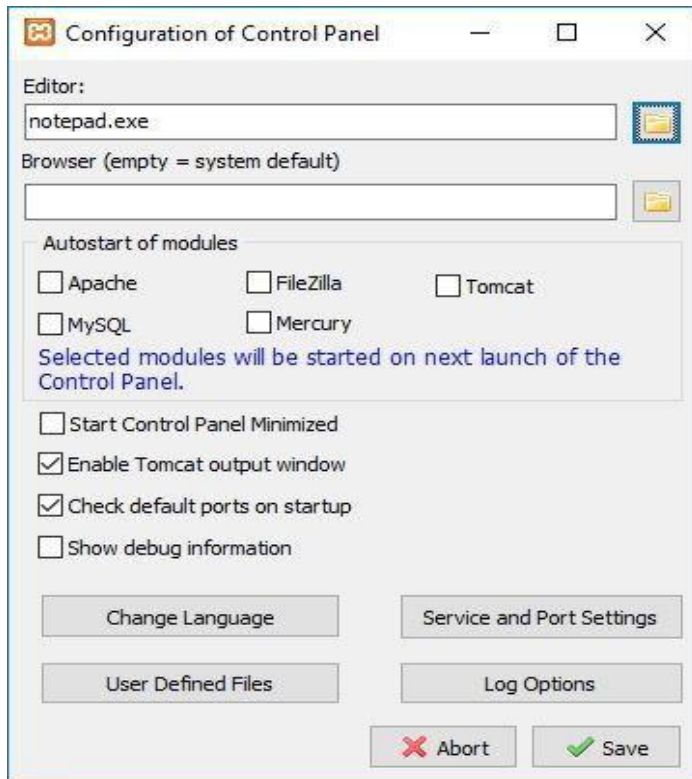 Configuration of Control Panel
Editor:
notepad.exe
Browser (empty = system default)
Autostart of modules
Apache FileZilla Tomcat
MySQL Mercury
Selected modules will be started on next launch of the
Control Panel.
Start Control Panel Minimized
Enable Tomcat output window
Check default ports on startup
Show debug information
Change Language Service and Port Settings
User Defined Files Log Options
Abort Save